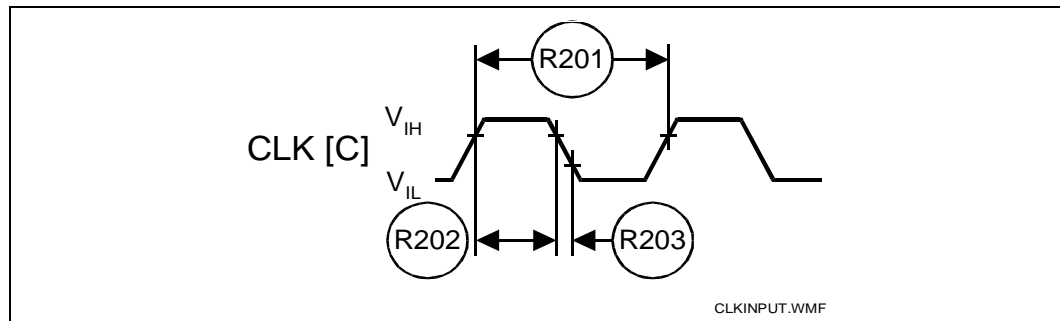 R201
V_IH
CLK [C]
V_IL
R202
R203
CLKINPUT.WMF